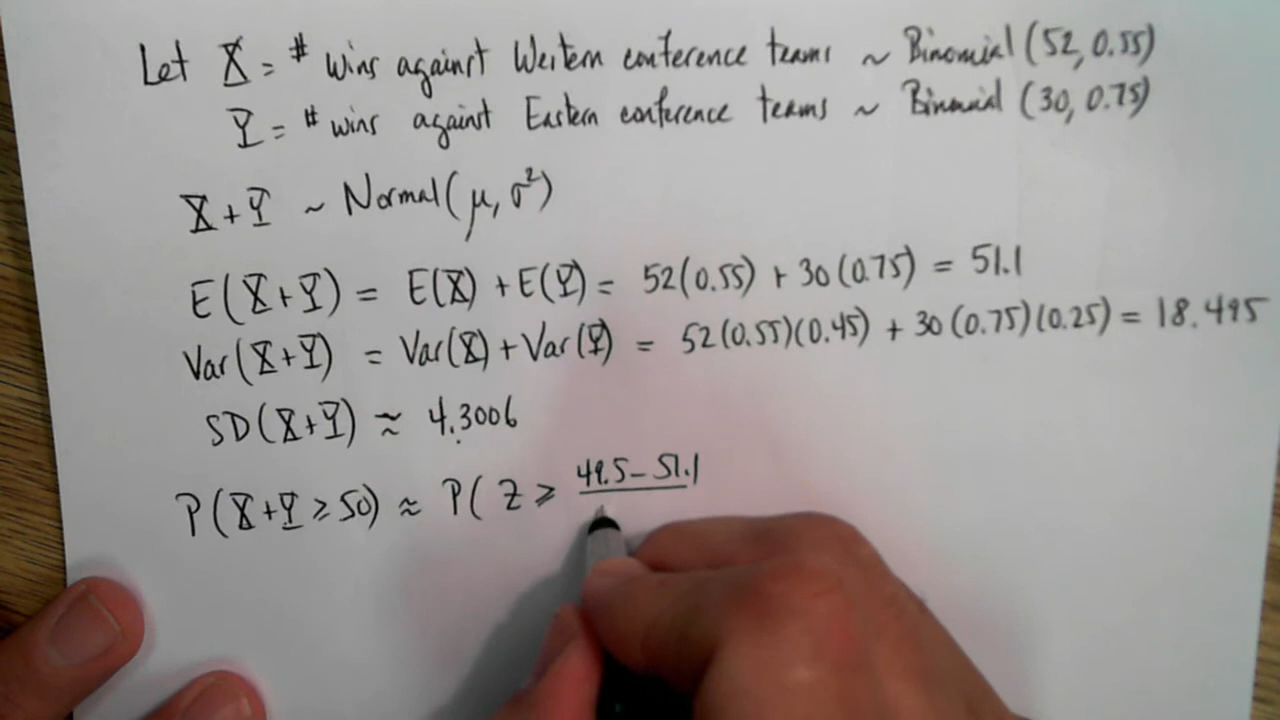 Let X = # wins against Western conference teams ~ Binomial (52, 0.55)
Y = # wins against Eastern conference teams ~ Binomial (30, 0.75)
X+Y ~ Normal(μ, σ²)
E(X+Y) = E(X) + E(Y) = 52(0.55) + 30(0.75) = 51.1
Var(X+Y) = Var(X) + Var(Y) = 52(0.55)(0.45) + 30(0.75)(0.25) = 18.495
SD(X+Y) ≈ 4.3006
P(X+Y ≥ 50) ≈ P( Z ≥ 49.5 - 51.1